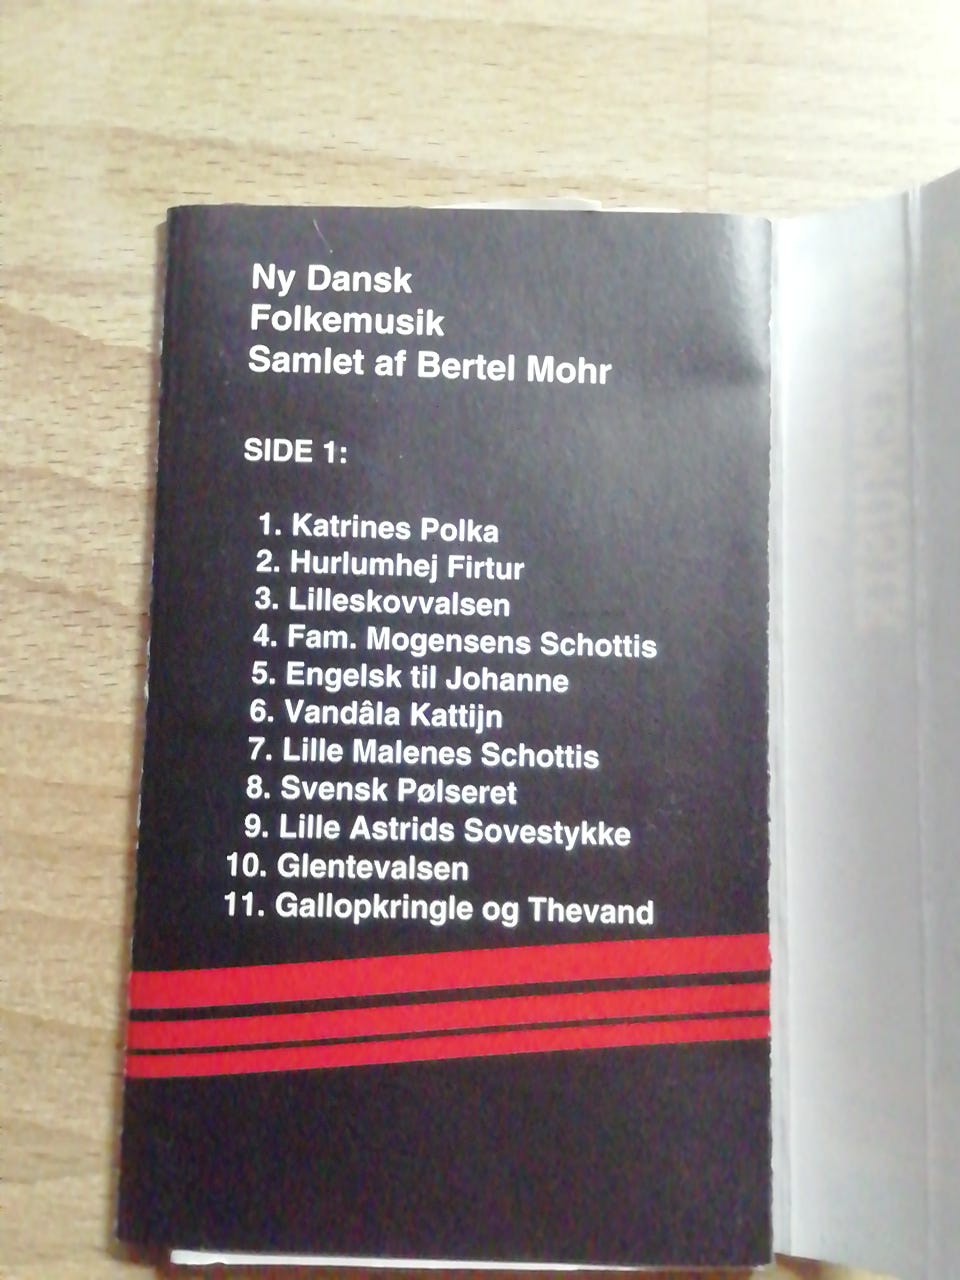 Ny Dansk
Folkemusik
Samlet af Bertel Mohr
SIDE 1:
1. Katrines Polka
2. Hurlumhej Firtur
3. Lilleskovvalsen
4. Fam. Mogensens Schottis
5. Engelsk til Johanne
6. Vandâla Kattijn
7. Lille Malenes Schottis
8. Svensk Pølseret
9. Lille Astrids Sovestykke
10. Glentevalsen
11. Gallopkringle og Thevand